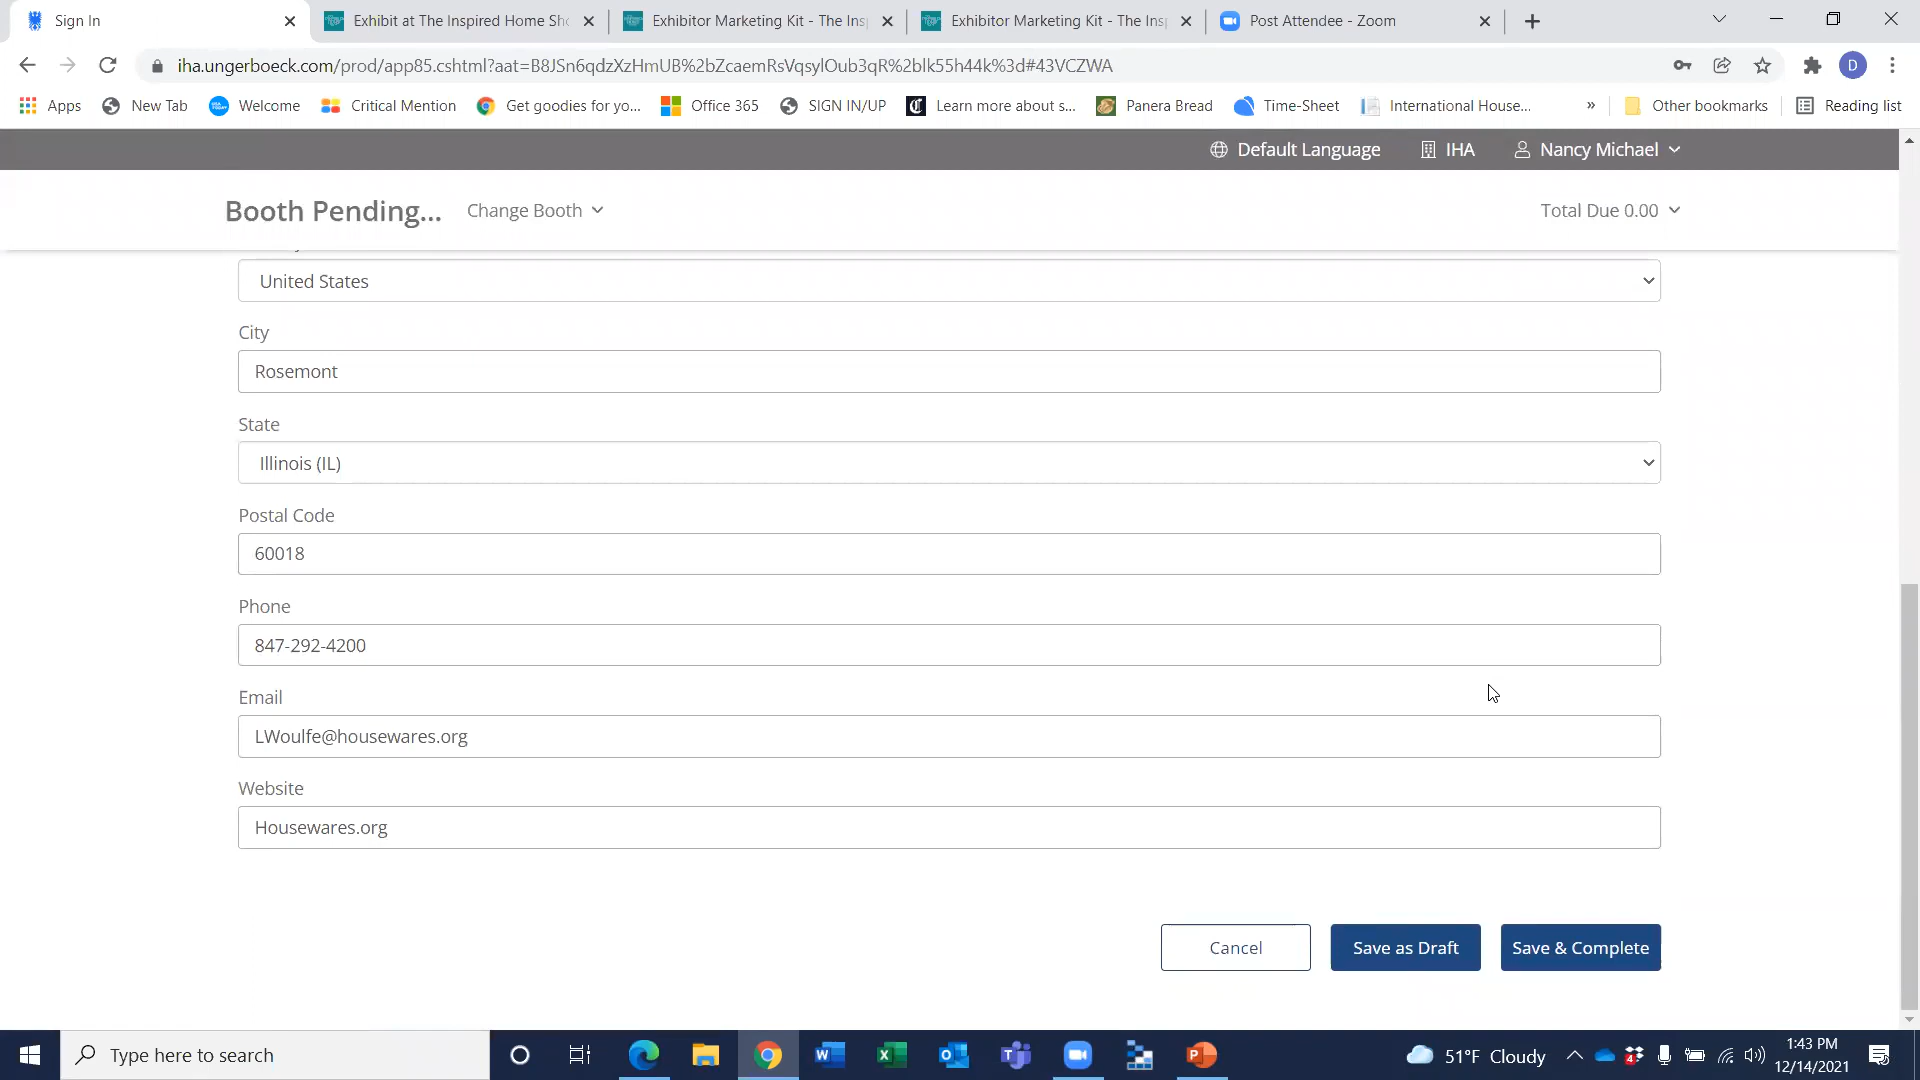 Sign In
Exhibit at The Inspired Home Sho
Exhibitor Marketing Kit - The Insp
Exhibitor Marketing Kit - The Insp
Post Attendee - Zoom
iha.ungerboeck.com/prod/app85.cshtml?aat=B8JSn6qdzXzHmUB%2bZcaemRsVqsylOub3qR%2blk55h44k%3d#43VCZWA
D
Apps
New Tab
Welcome
Critical Mention
Get goodies for yo...
Office 365
SIGN IN/UP
Learn more about s...
Panera Bread
Time-Sheet
International House...
»
Other bookmarks
Reading list
Default Language
IHA
Nancy Michael
Booth Pending...
Change Booth
Total Due 0.00
United States
City
Rosemont
State
Illinois (IL)
Postal Code
60018
Phone
847-292-4200
Email
LWoulfe@housewares.org
Website
Housewares.org
Cancel
Save as Draft
Save & Complete
Type here to search
51°F Cloudy
1:43 PM
12/14/2021